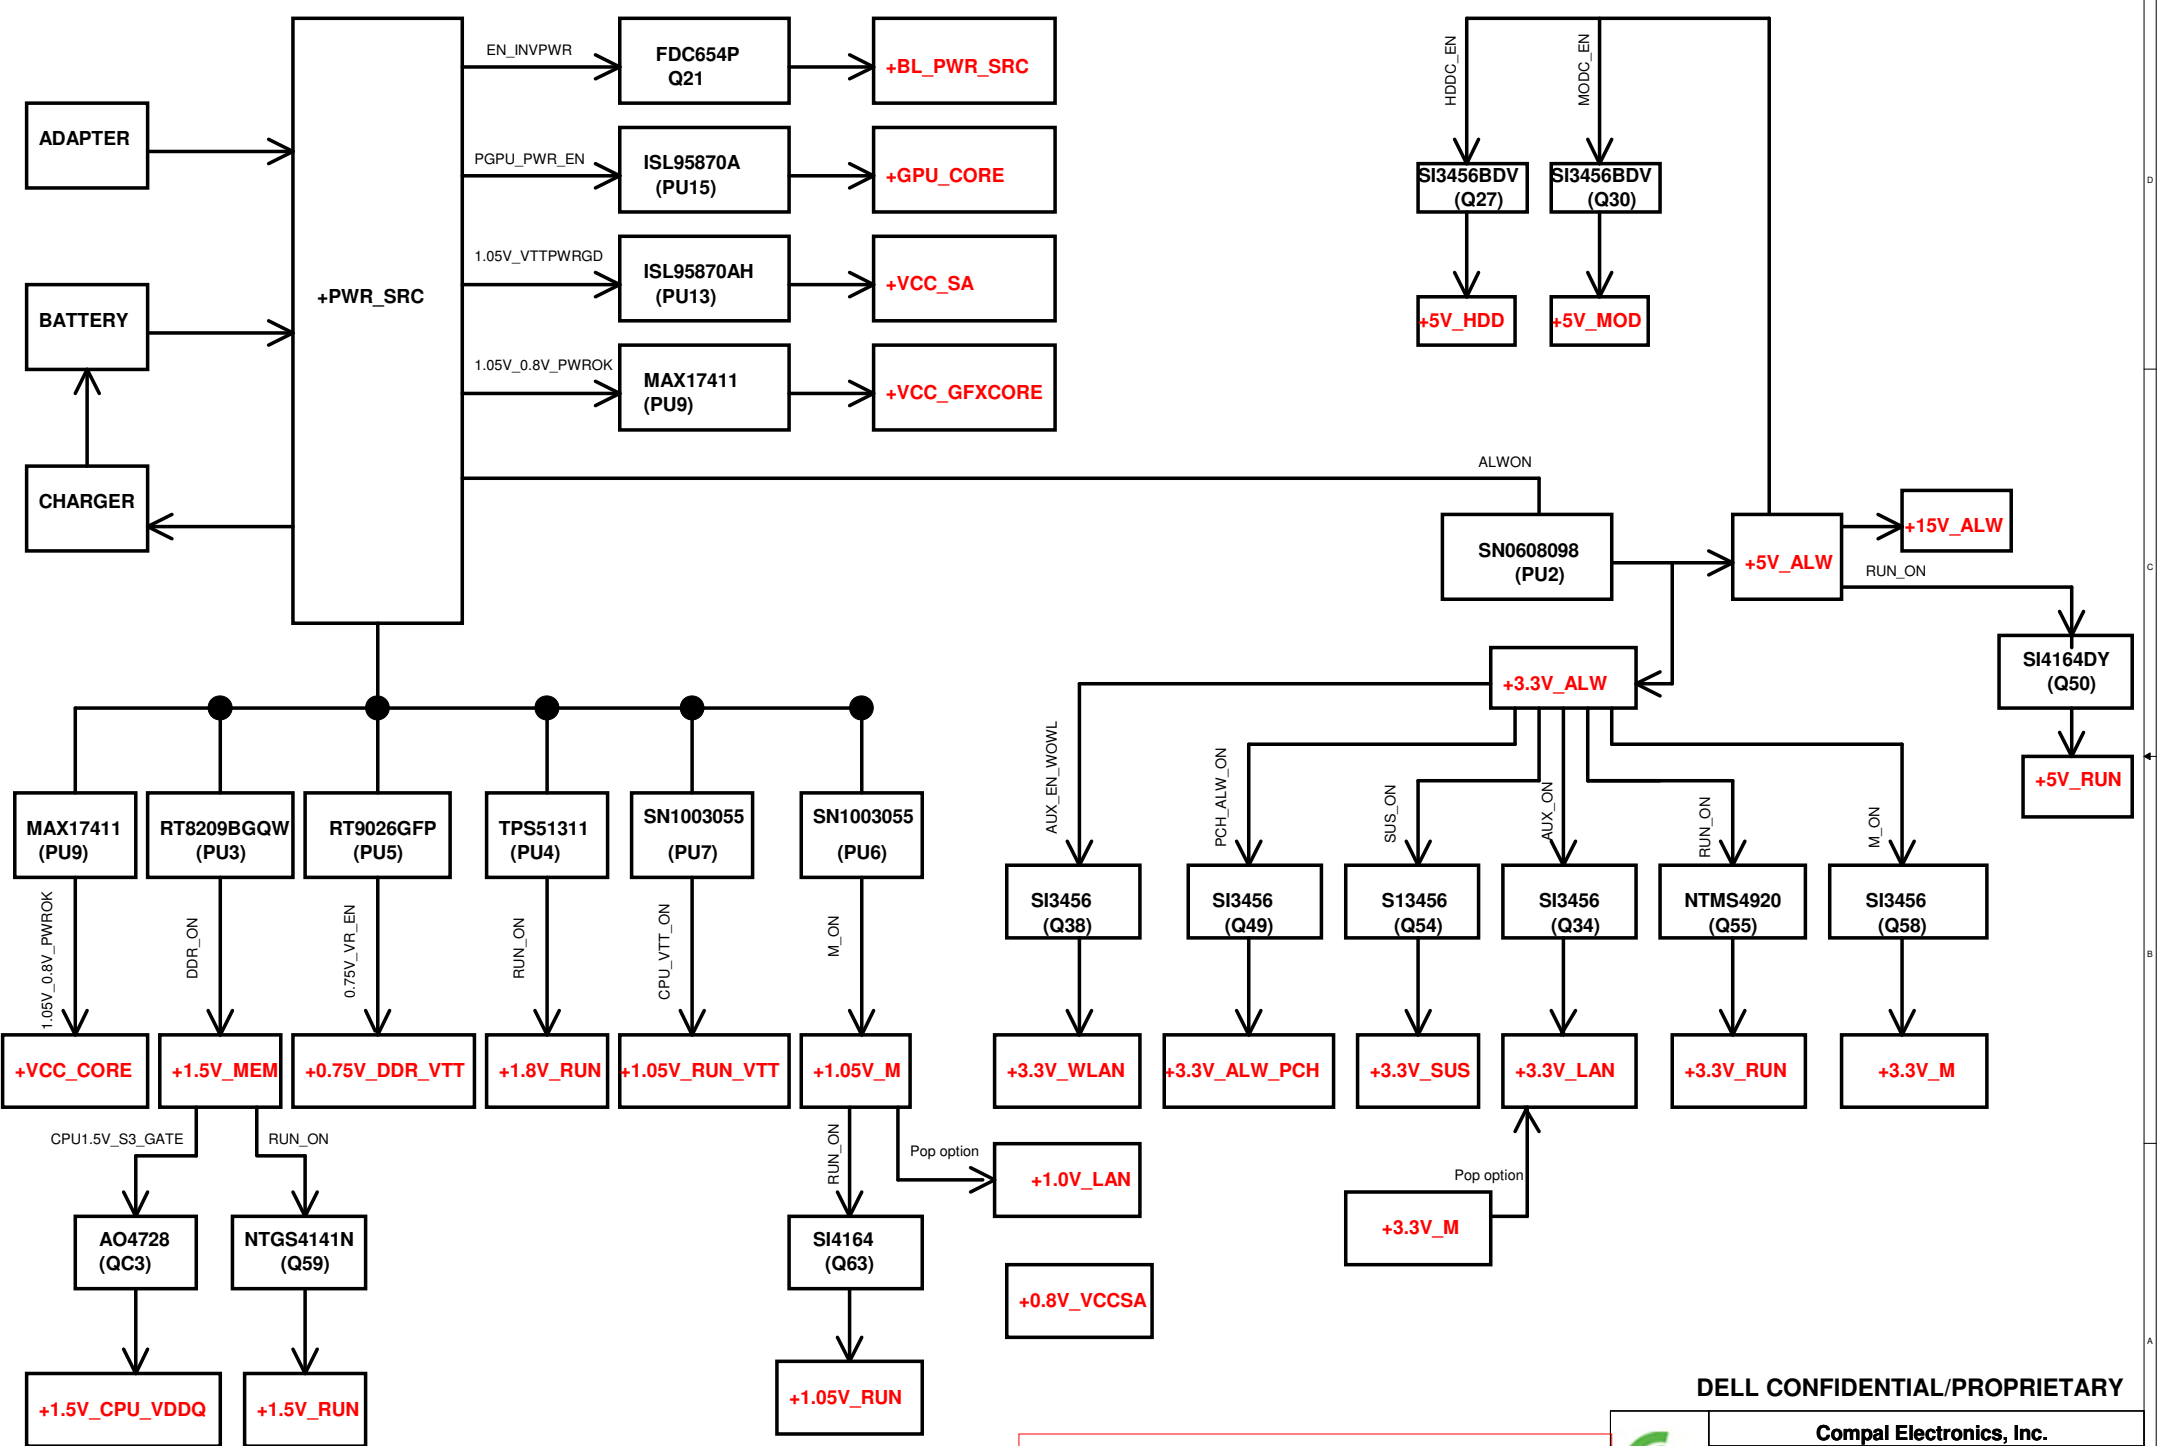 ADAPTER
BATTERY
CHARGER
+PWR_SRC
EN_INVPWR
FDC654P
Q21
+BL_PWR_SRC
PGPU_PWR_EN
ISL95870A
(PU15)
+GPU_CORE
1.05V_VTTPWRGD
ISL95870AH
(PU13)
+VCC_SA
1.05V_0.8V_PWROK
MAX17411
(PU9)
+VCC_GFXCORE
HDDC_EN
MODC_EN
SI3456BDV
(Q27)
SI3456BDV
(Q30)
+5V_HDD
+5V_MOD
D
ALWON
SN0608098
(PU2)
+5V_ALW
+15V_ALW
RUN_ON
C
SI4164DY
(Q50)
+5V_RUN
+3.3V_ALW
MAX17411
(PU9)
RT8209BGQW
(PU3)
RT9026GFP
(PU5)
TPS51311
(PU4)
SN1003055
(PU7)
SN1003055
(PU6)
1.05V_0.8V_PWROK
DDR_ON
0.75V_VR_EN
RUN_ON
CPU_VTT_ON
M_ON
+VCC_CORE
+1.5V_MEM
+0.75V_DDR_VTT
+1.8V_RUN
+1.05V_RUN_VTT
+1.05V_M
AUX_EN_WOWL
PCH_ALW_ON
SUS_ON
AUX_ON
RUN_ON
M_ON
SI3456
(Q38)
SI3456
(Q49)
S13456
(Q54)
SI3456
(Q34)
NTMS4920
(Q55)
SI3456
(Q58)
B
+3.3V_WLAN
+3.3V_ALW_PCH
+3.3V_SUS
+3.3V_LAN
+3.3V_RUN
+3.3V_M
CPU1.5V_S3_GATE
RUN_ON
RUN_ON
Pop option
+1.0V_LAN
Pop option
+3.3V_M
AO4728
(QC3)
NTGS4141N
(Q59)
SI4164
(Q63)
+0.8V_VCCSA
A
+1.5V_CPU_VDDQ
+1.5V_RUN
+1.05V_RUN
DELL CONFIDENTIAL/PROPRIETARY
Compal Electronics, Inc.